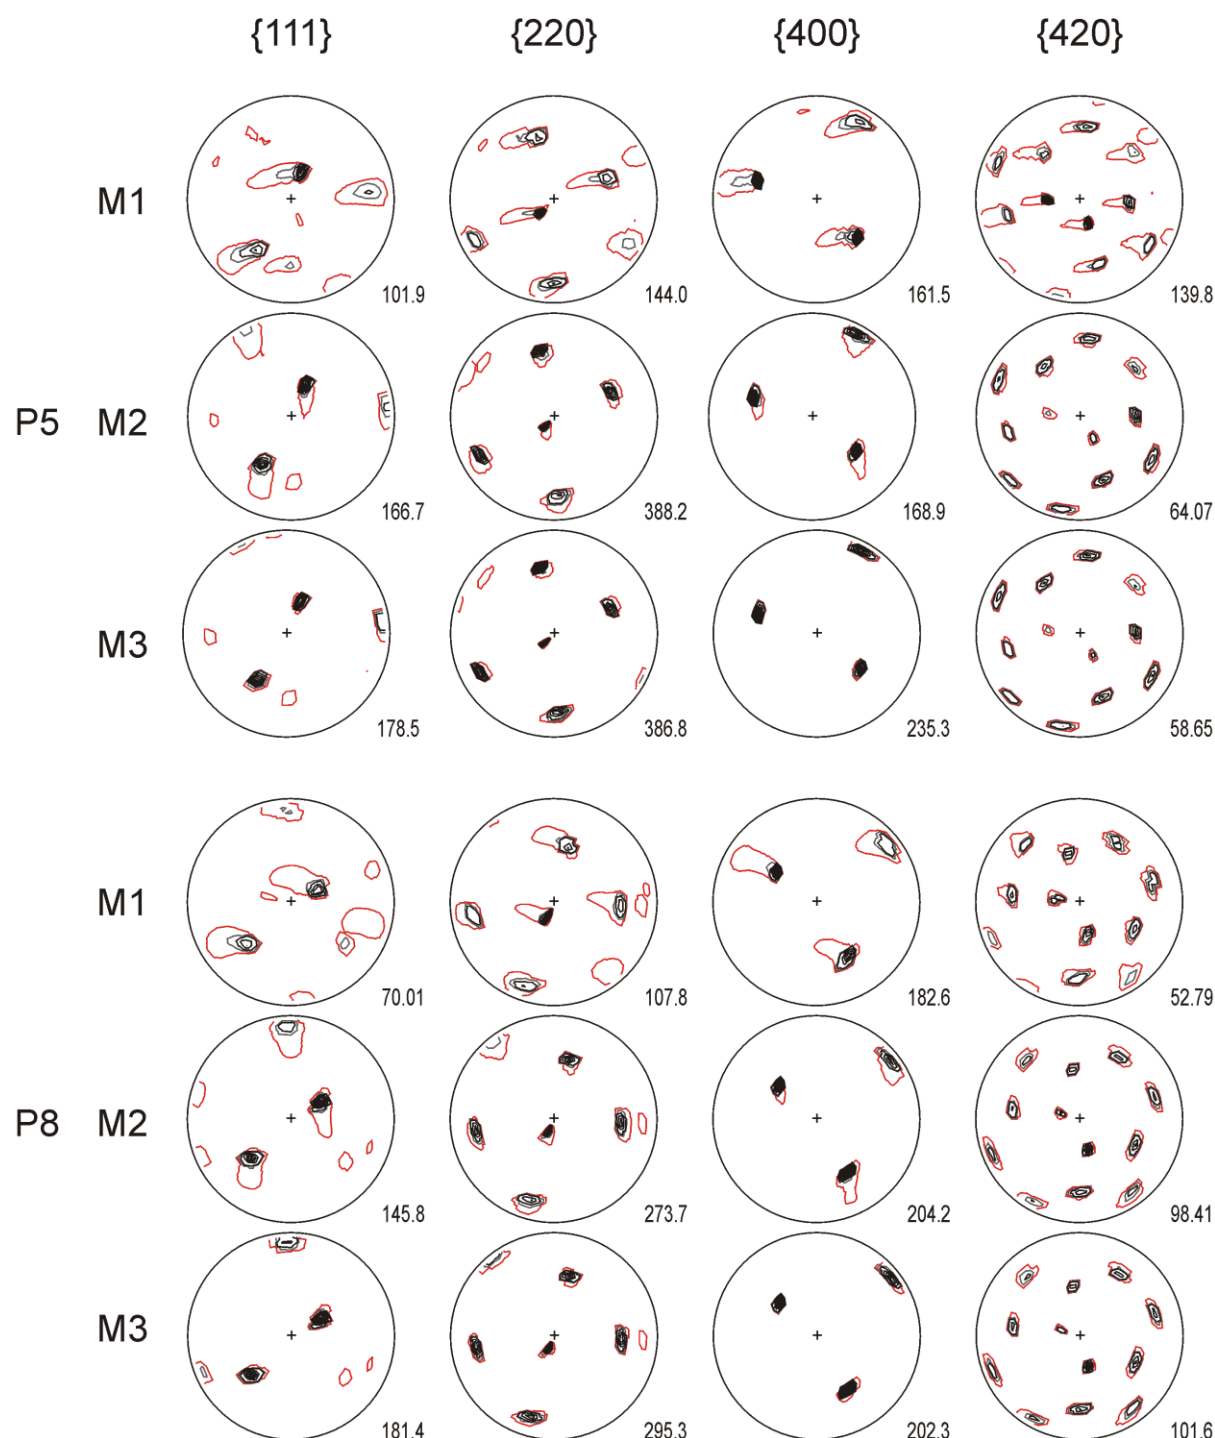 {111} {220} {400} {420}
M1
101.9 144.0 161.5 139.8
P5 M2
166.7 388.2 168.9 64.07
M3
178.5 386.8 235.3 58.65
M1
70.01 107.8 182.6 52.79
P8 M2
145.8 273.7 204.2 98.41
M3
181.4 295.3 202.3 101.6